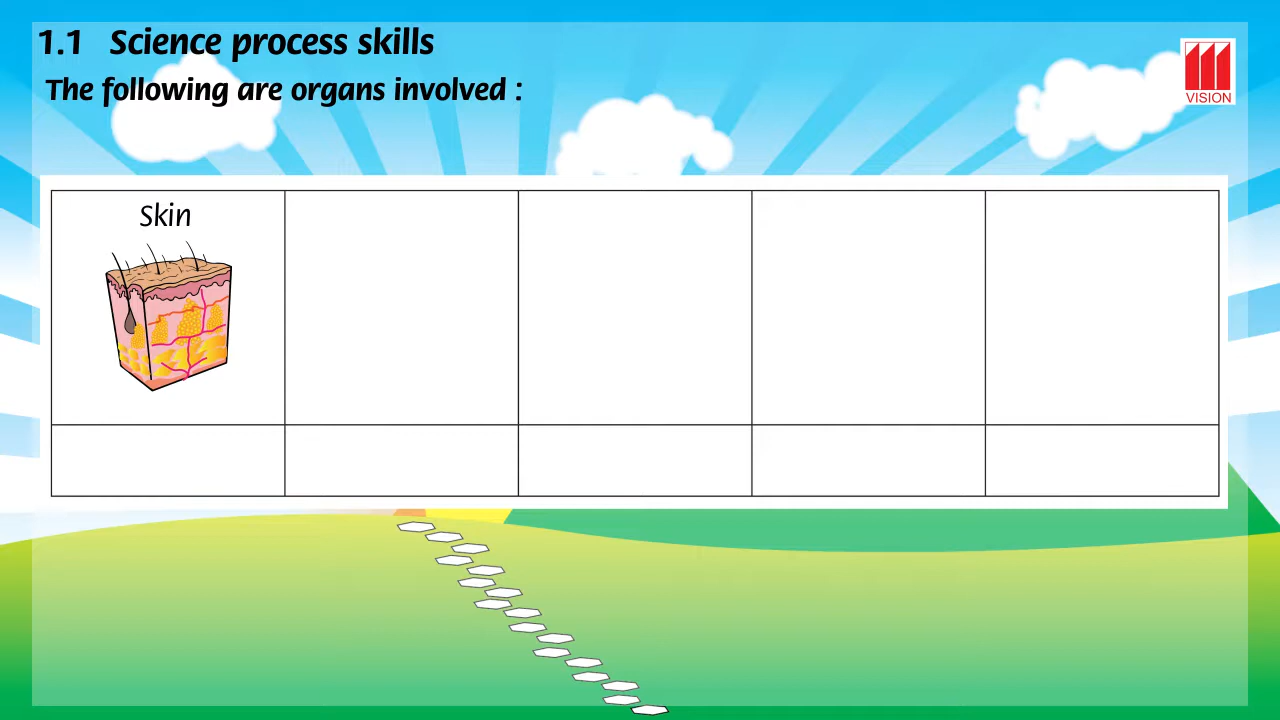 1.1 Science process skills
The following are organs involved :
VISION
Skin